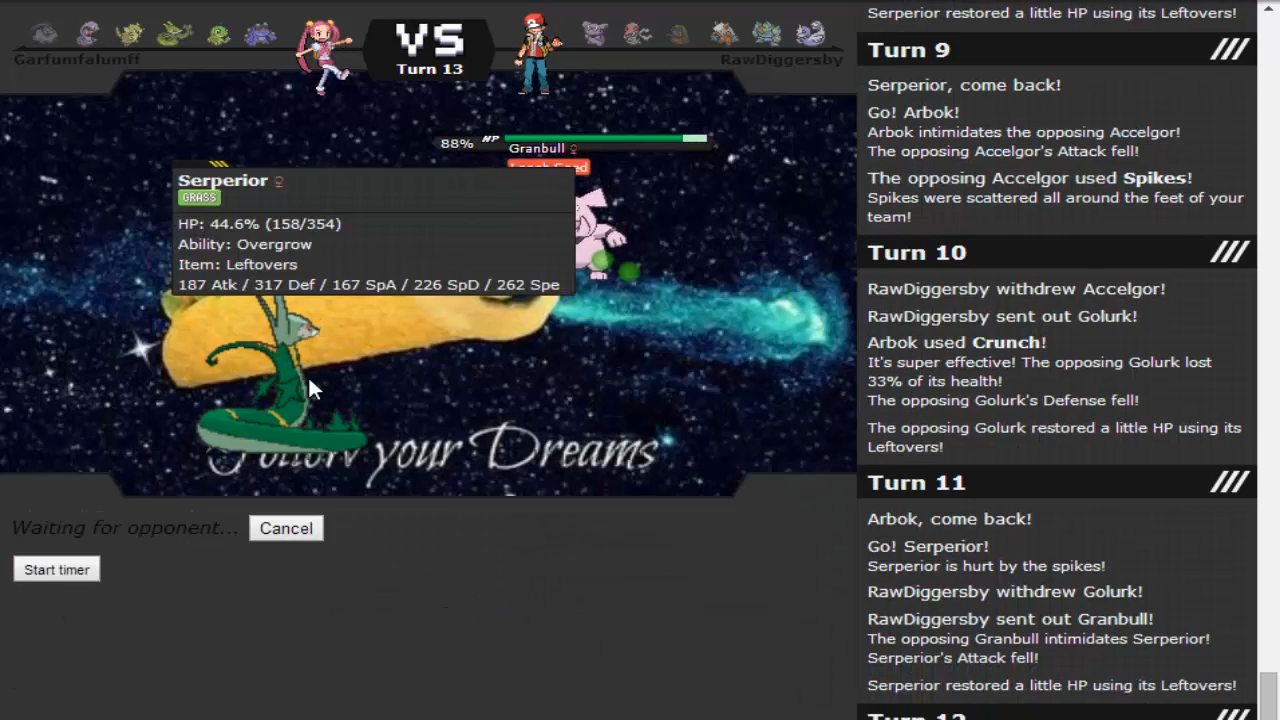 VS
Turn 13
Garfumfalumff
RawDiggersby
88% HP
Granbull ♀
Leech Seed
Serperior ♀
GRASS
HP: 44.6% (158/354)
Ability: Overgrow
Item: Leftovers
187 Atk / 317 Def / 167 SpA / 226 SpD / 262 Spe
Follow your Dreams
Waiting for opponent... Cancel
Start timer
Serperior restored a little HP using its Leftovers!
Turn 9
Serperior, come back!
Go! Arbok!
Arbok intimidates the opposing Accelgor!
The opposing Accelgor's Attack fell!
The opposing Accelgor used Spikes!
Spikes were scattered all around the feet of your
team!
Turn 10
RawDiggersby withdrew Accelgor!
RawDiggersby sent out Golurk!
Arbok used Crunch!
It's super effective! The opposing Golurk lost
33% of its health!
The opposing Golurk's Defense fell!
The opposing Golurk restored a little HP using its
Leftovers!
Turn 11
Arbok, come back!
Go! Serperior!
Serperior is hurt by the spikes!
RawDiggersby withdrew Golurk!
RawDiggersby sent out Granbull!
The opposing Granbull intimidates Serperior!
Serperior's Attack fell!
Serperior restored a little HP using its Leftovers!
Turn 12